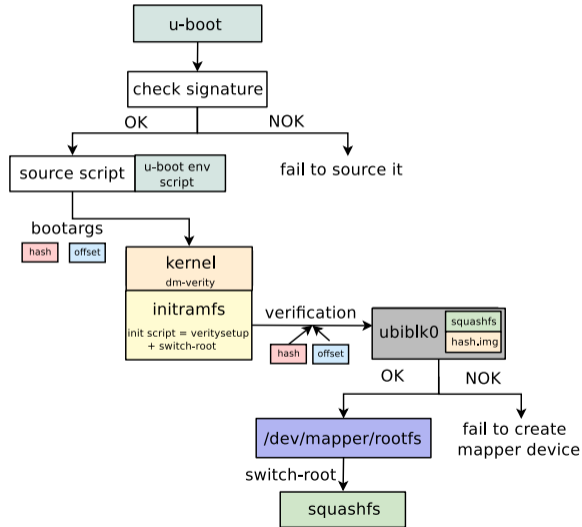 u-boot
check signature
OK
NOK
source script
u-boot env
script
fail to source it
bootargs
hash
offset
kernel
dm-verity
initramfs
init script = veritysetup
+ switch-root
verification
hash
offset
ubiblk0
squashfs
hash.img
OK
NOK
/dev/mapper/rootfs
fail to create
mapper device
switch-root
squashfs